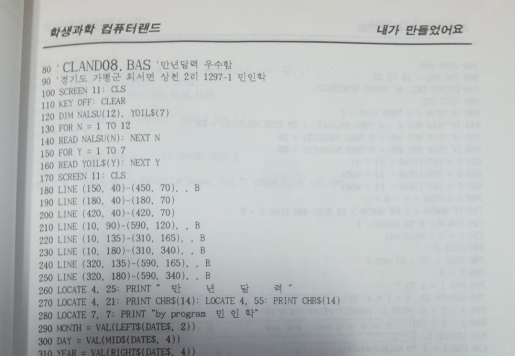 학생과학 컴퓨터랜드 내가 만들었어요
80 ' CLAND08, BAS '만년달력 우수함
90 '경기도 가평군 외서면 상천 2리 1297-1 민인학
100 SCREEN 11: CLS
110 KEY OFF: CLEAR
120 DIM NALSU(12), YOIL$(7)
130 FOR N = 1 TO 12
140 READ NALSU(N): NEXT N
150 FOR Y = 1 TO 7
160 READ YOIL$(Y): NEXT Y
170 SCREEN 11: CLS
180 LINE (150, 40)-(450, 70), , B
190 LINE (180, 40)-(180, 70)
200 LINE (420, 40)-(420, 70)
210 LINE (10, 90)-(590, 120), , B
220 LINE (10, 135)-(310, 165), , B
230 LINE (10, 180)-(310, 340), , B
240 LINE (320, 135)-(590, 165), , B
250 LINE (320, 180)-(590, 340), , B
260 LOCATE 4, 25: PRINT " 만 년 달 력 "
270 LOCATE 4, 21: PRINT CHR$(14): LOCATE 4, 55: PRINT CHR$(14)
280 LOCATE 7, 7: PRINT "by program 민 인 학"
290 MONTH = VAL(LEFT$(DATE$, 2))
300 DAY = VAL(MID$(DATE$, 4))
310 YEAR = VAL(RIGHT$(DATE$, 4))